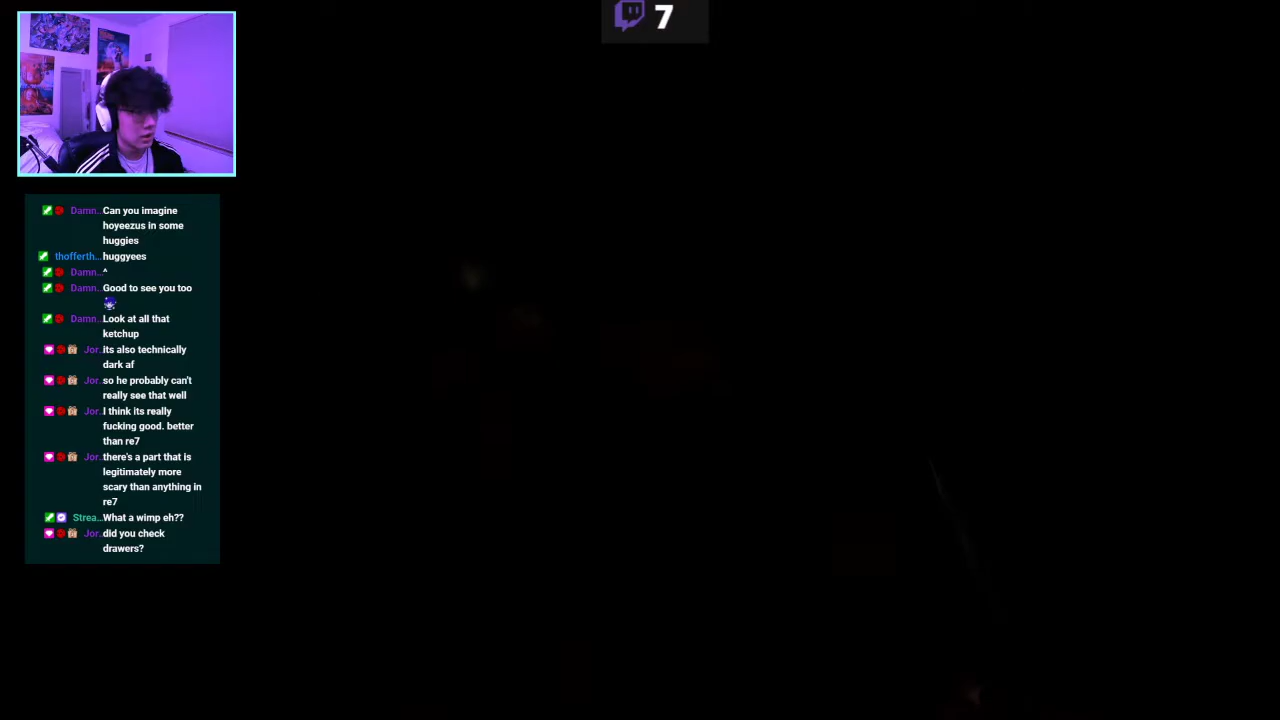 7
Damn.. Can you imagine
hoyeezus in some
huggies
thofferth... huggyees
Damn.. ^
Damn.. Good to see you too
Damn.. Look at all that
ketchup
Jor.. its also technically
dark af
Jor.. so he probably can't
really see that well
Jor.. I think its really
fucking good. better
than re7
Jor.. there's a part that is
legitimately more
scary than anything in
re7
Strea.. What a wimp eh??
Jor.. did you check
drawers?